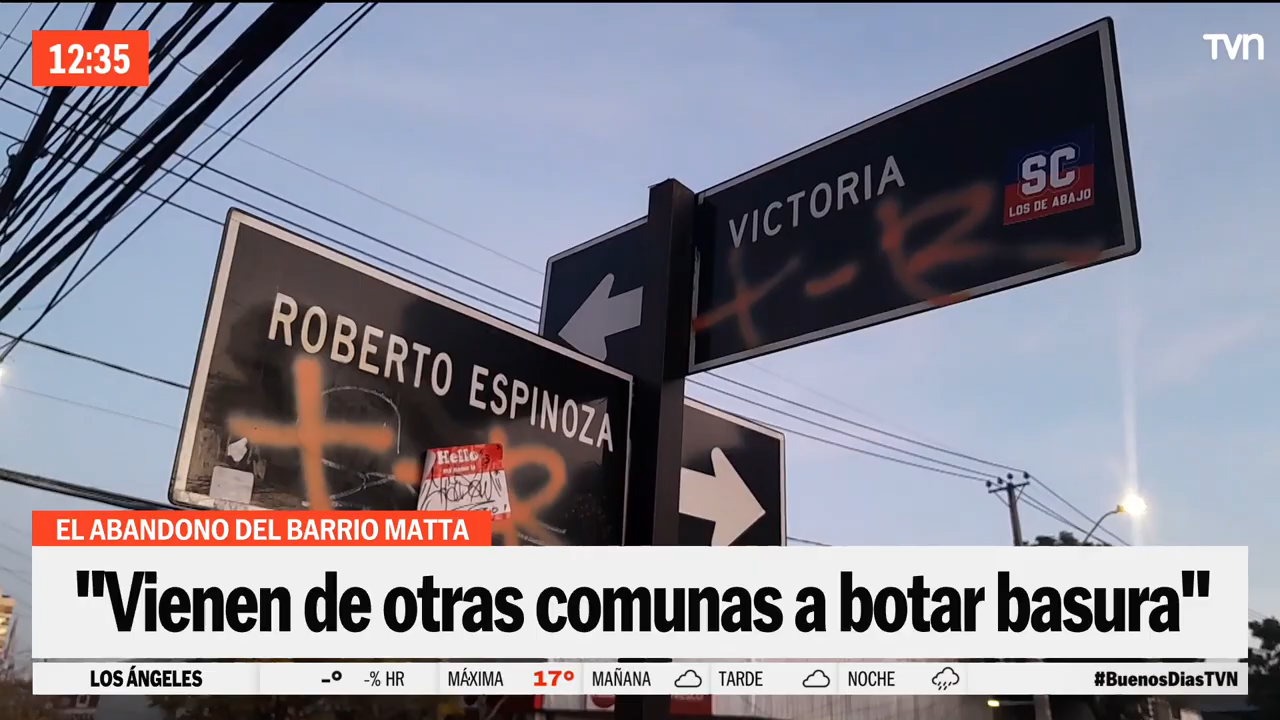 12:35
TVN
VICTORIA
SC
LOS DE ABAJO
+-R
ROBERTO ESPINOZA
+-R
Hello
EL ABANDONO DEL BARRIO MATTA
"Vienen de otras comunas a botar basura"
LOS ÁNGELES -° -% HR MÁXIMA 17° MAÑANA TARDE NOCHE #BuenosDiasTVN